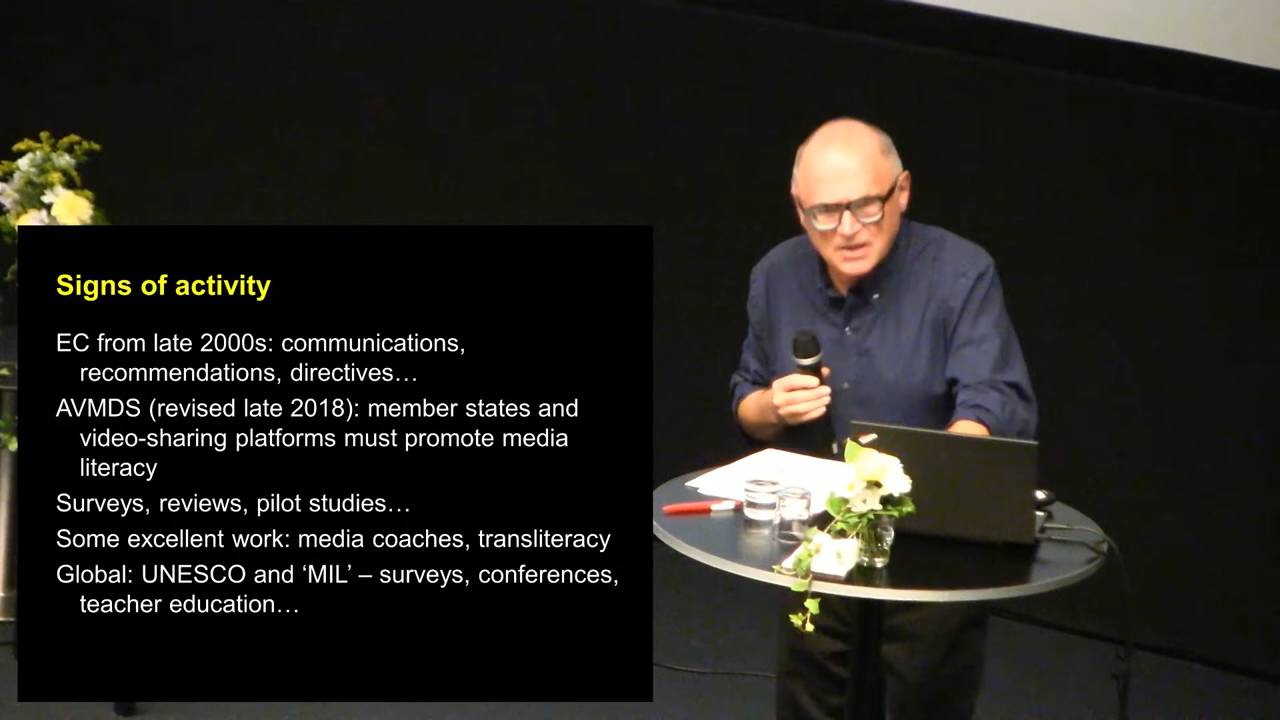 Signs of activity
EC from late 2000s: communications,
recommendations, directives…
AVMDS (revised late 2018): member states and
video-sharing platforms must promote media
literacy
Surveys, reviews, pilot studies…
Some excellent work: media coaches, transliteracy
Global: UNESCO and ‘MIL’ – surveys, conferences,
teacher education…